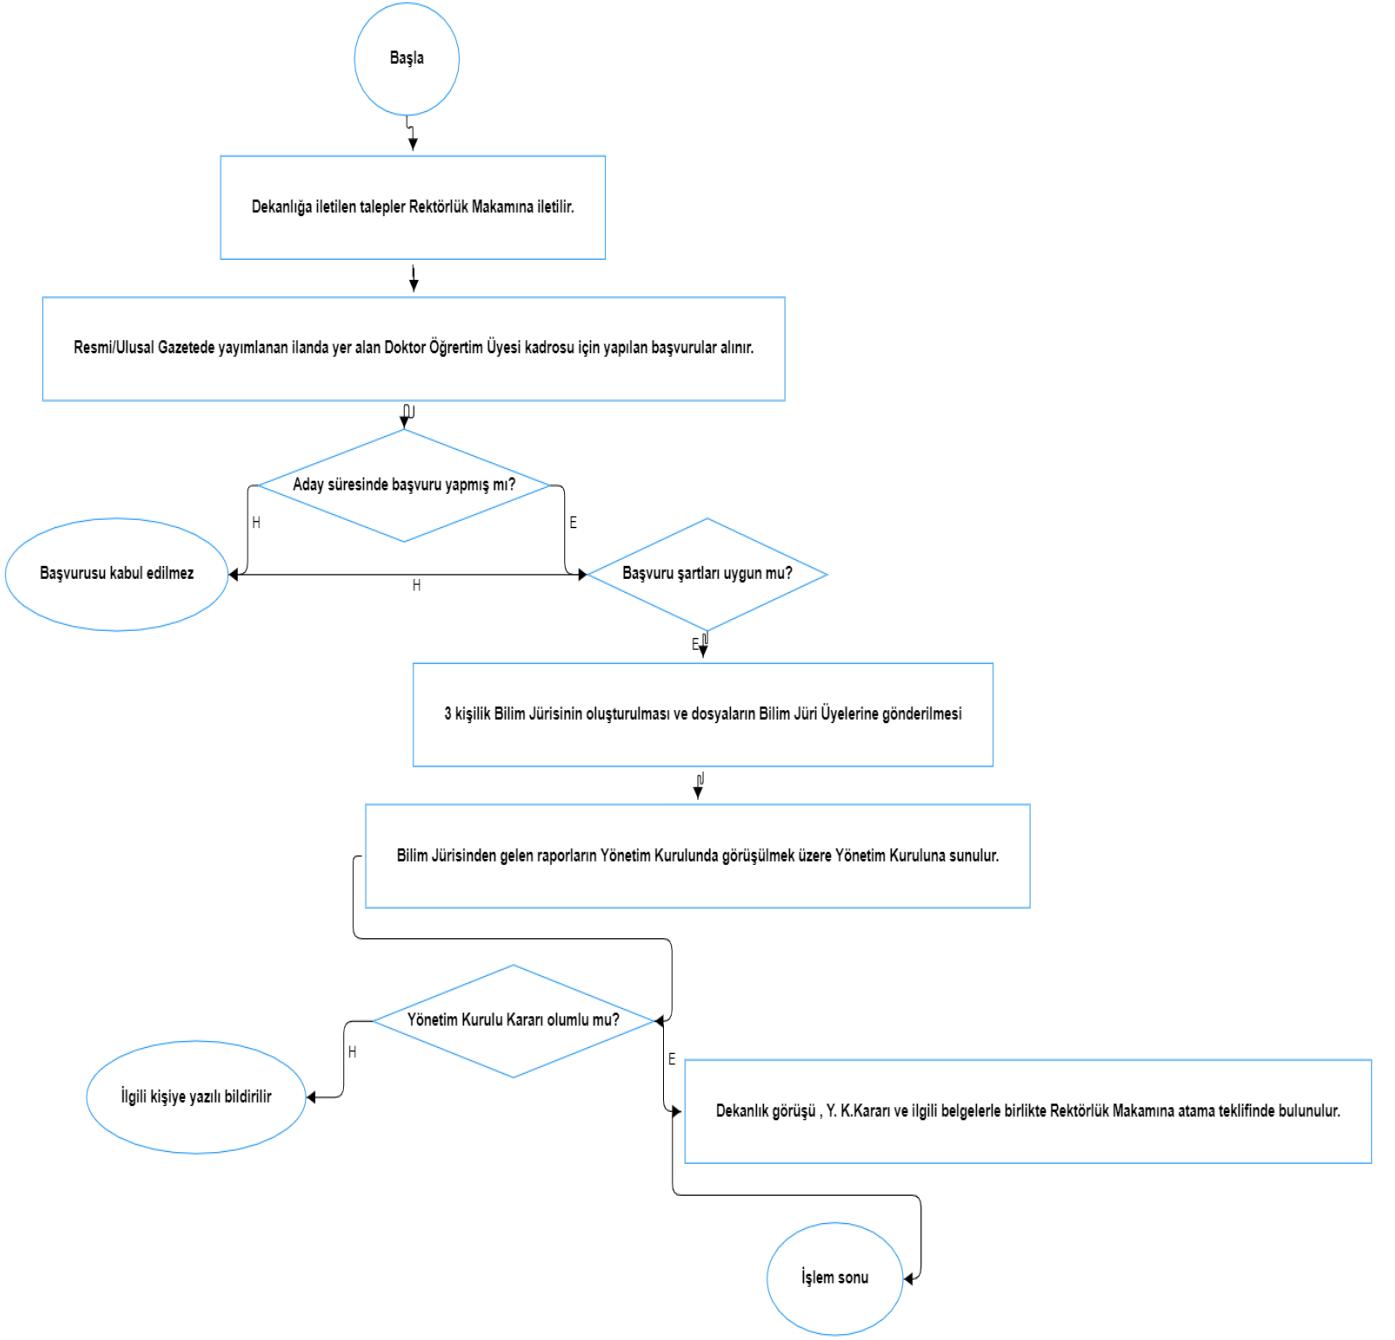 Başla
Dekanlığa iletilen talepler Rektörlük Makamına iletilir.
Resmi/Ulusal Gazetede yayımlanan ilanda yer alan Doktor Öğrertim Üyesi kadrosu için yapılan başvurular alınır.
Aday süresinde başvuru yapmış mı?
H
E
Başvurusu kabul edilmez
H
Başvuru şartları uygun mu?
E
3 kişilik Bilim Jürisinin oluşturulması ve dosyaların Bilim Jüri Üyelerine gönderilmesi
Bilim Jürisinden gelen raporların Yönetim Kurulunda görüşülmek üzere Yönetim Kuruluna sunulur.
Yönetim Kurulu Kararı olumlu mu?
H
E
İlgili kişiye yazılı bildirilir
Dekanlık görüşü , Y. K.Kararı ve ilgili belgelerle birlikte Rektörlük Makamına atama teklifinde bulunulur.
İşlem sonu